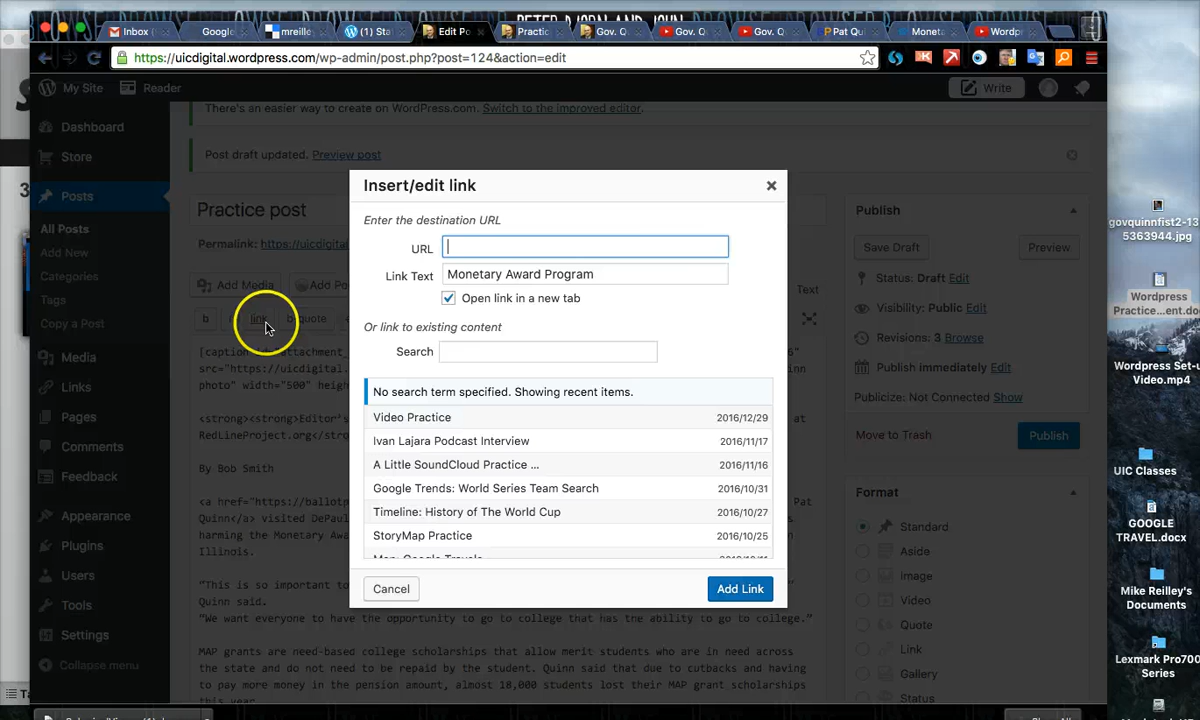 PETER BJORN AND JOHN
Inbox (
Google
mreille
(1) Sta
Edit Po
Practic
Gov. Q
Gov. Q
Gov. Q
Pat Qu
Moneta
Wordp
https://uicdigital.wordpress.com/wp-admin/post.php?post=124&action=edit
My Site
Reader
Write
There's an easier way to create on WordPress.com. Switch to the improved editor.
Dashboard
Store
Posts
All Posts
Add New
Categories
Tags
Copy a Post
Media
Links
Pages
Comments
Feedback
Appearance
Plugins
Users
Tools
Settings
Collapse menu
Post draft updated. Preview post
Practice post
Permalink: https://uicdigital
Add Media
Add Po
Text
b
link
b-quote
[caption id="attachment_
src="https://uicdigital.
photo" width="500" heigh
<strong><strong>Editor's
at
RedLineProject.org</stro
By Bob Smith
<a href="https://ballotp
Pat
Quinn</a> visited DePaul
harming the Monetary Awa
Illinois.
"This is so important to
Quinn said.
"We want everyone to have the opportunity to go to college that has the ability to go to college."
MAP grants are need-based college scholarships that allow merit students who are in need across
the state and do not need to be repaid by the student. Quinn said that due to cutbacks and having
to pay more money in the pension amount, almost 18,000 students lost their MAP grant scholarships
this year.
Insert/edit link
Enter the destination URL
URL
Link Text Monetary Award Program
Open link in a new tab
Or link to existing content
Search
No search term specified. Showing recent items.
Video Practice 2016/12/29
Ivan Lajara Podcast Interview 2016/11/17
A Little SoundCloud Practice ... 2016/11/16
Google Trends: World Series Team Search 2016/10/31
Timeline: History of The World Cup 2016/10/27
StoryMap Practice 2016/10/25
Cancel
Add Link
Publish
Save Draft
Preview
Status: Draft Edit
Visibility: Public Edit
Revisions: 3 Browse
Publish immediately Edit
Publicize: Not Connected Show
Move to Trash
Publish
Format
Standard
Aside
Image
Video
Quote
Link
Gallery
Status
govquinnfist2-13
5363944.jpg
Wordpress
Practice...ent.docx
Wordpress Set-u
Video.mp4
UIC Classes
GOOGLE
TRAVEL.docx
Mike Reilley's
Documents
Lexmark Pro700
Series